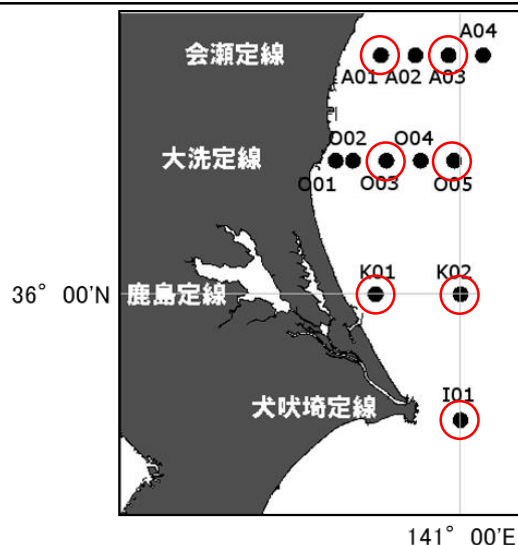 会瀬定線
A04
A01 A02 A03
O02 O04
大洗定線
O01 O03 O05
K01 K02
36° 00'N 鹿島定線
I01
犬吠埼定線
141° 00'E